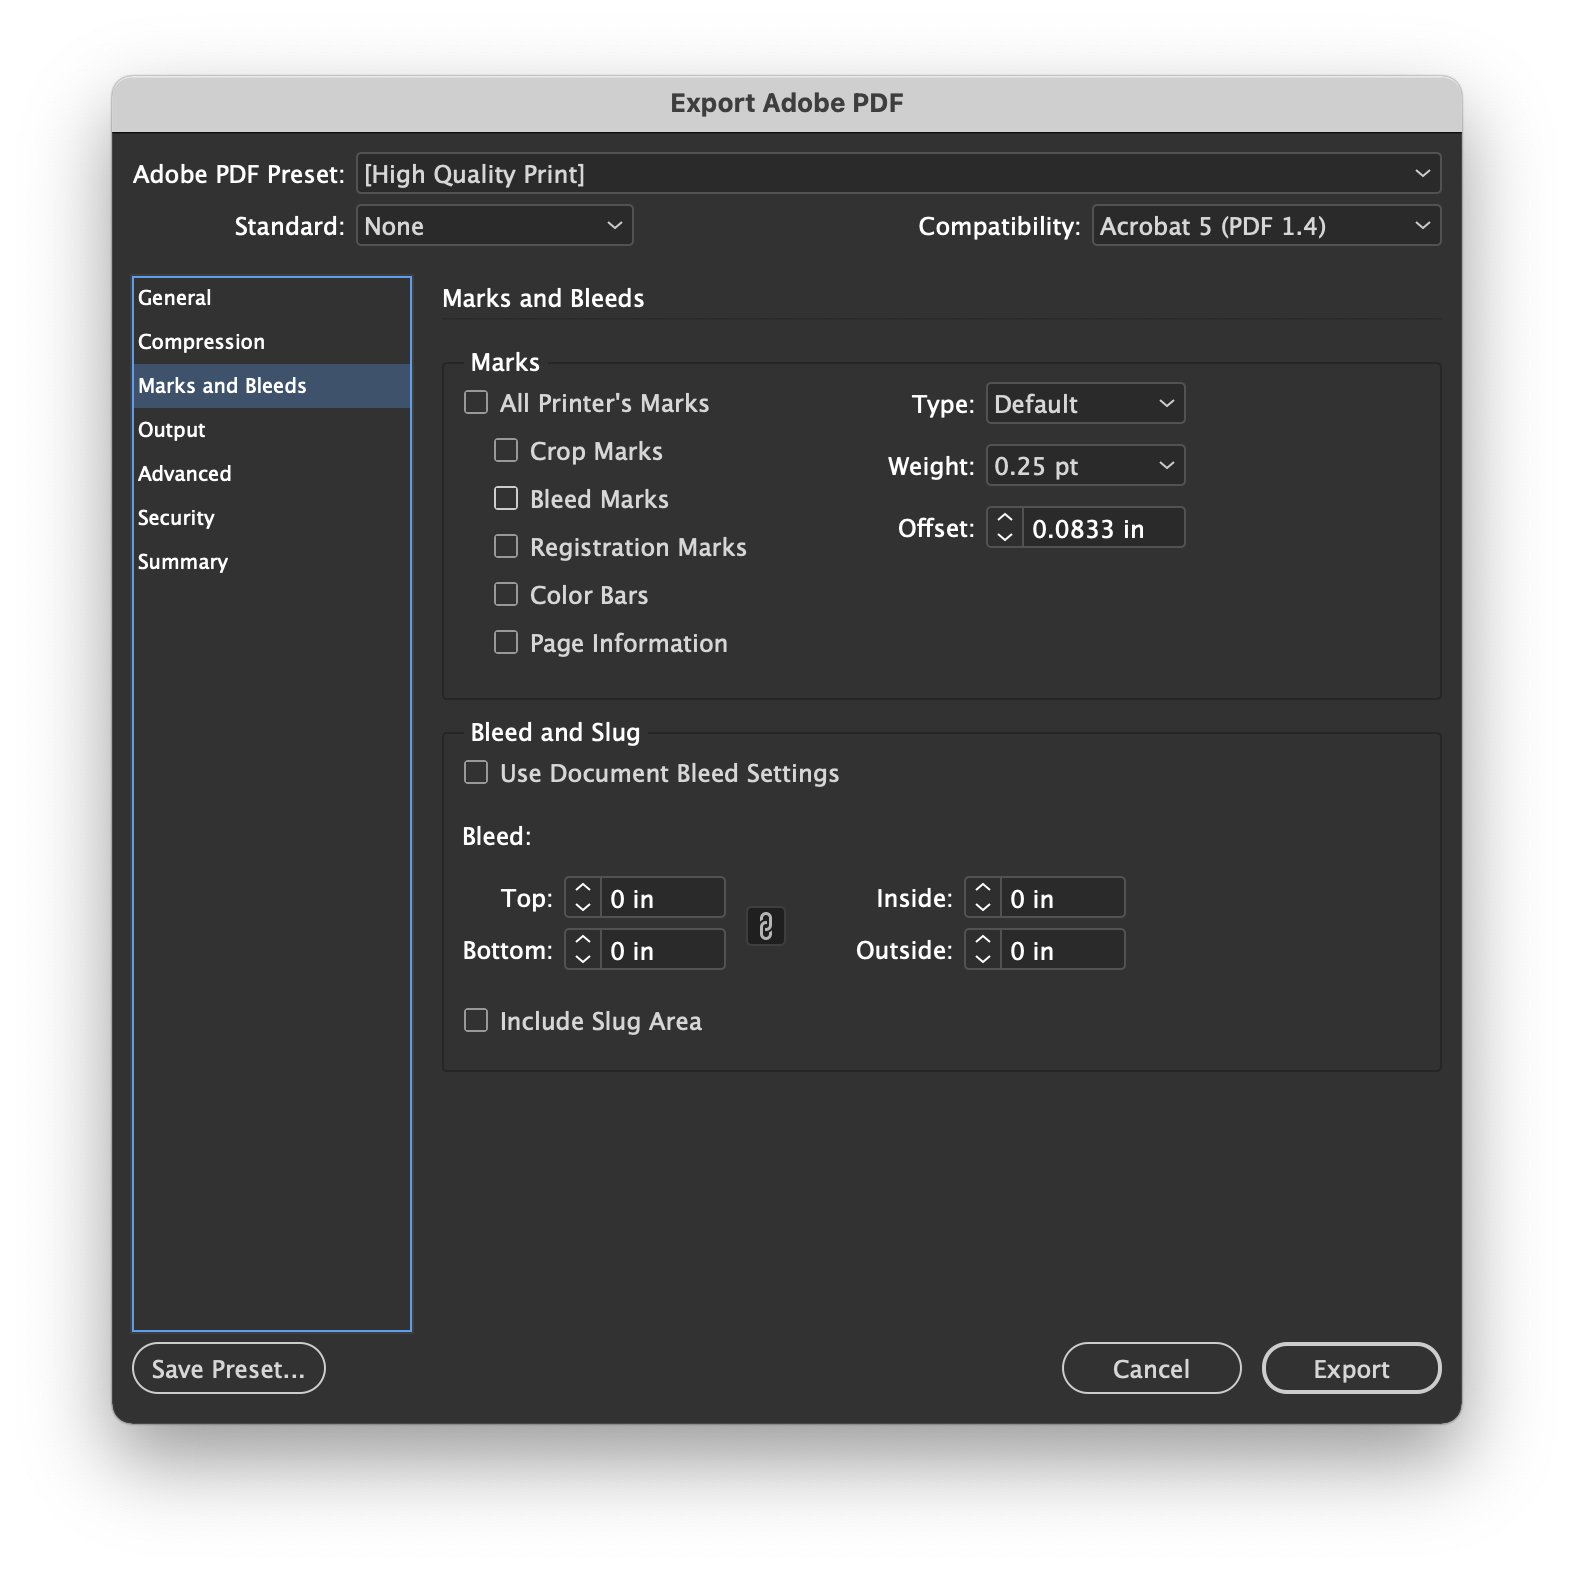 Export Adobe PDF
Adobe PDF Preset: [High Quality Print]
Standard: None Compatibility: Acrobat 5 (PDF 1.4)
General
Compression
Marks and Bleeds
Output
Advanced
Security
Summary
Marks and Bleeds
Marks
All Printer's Marks
Crop Marks
Bleed Marks
Registration Marks
Color Bars
Page Information
Type: Default
Weight: 0.25 pt
Offset: 0.0833 in
Bleed and Slug
Use Document Bleed Settings
Bleed:
Top: 0 in Inside: 0 in
Bottom: 0 in Outside: 0 in
Include Slug Area
Save Preset... Cancel Export